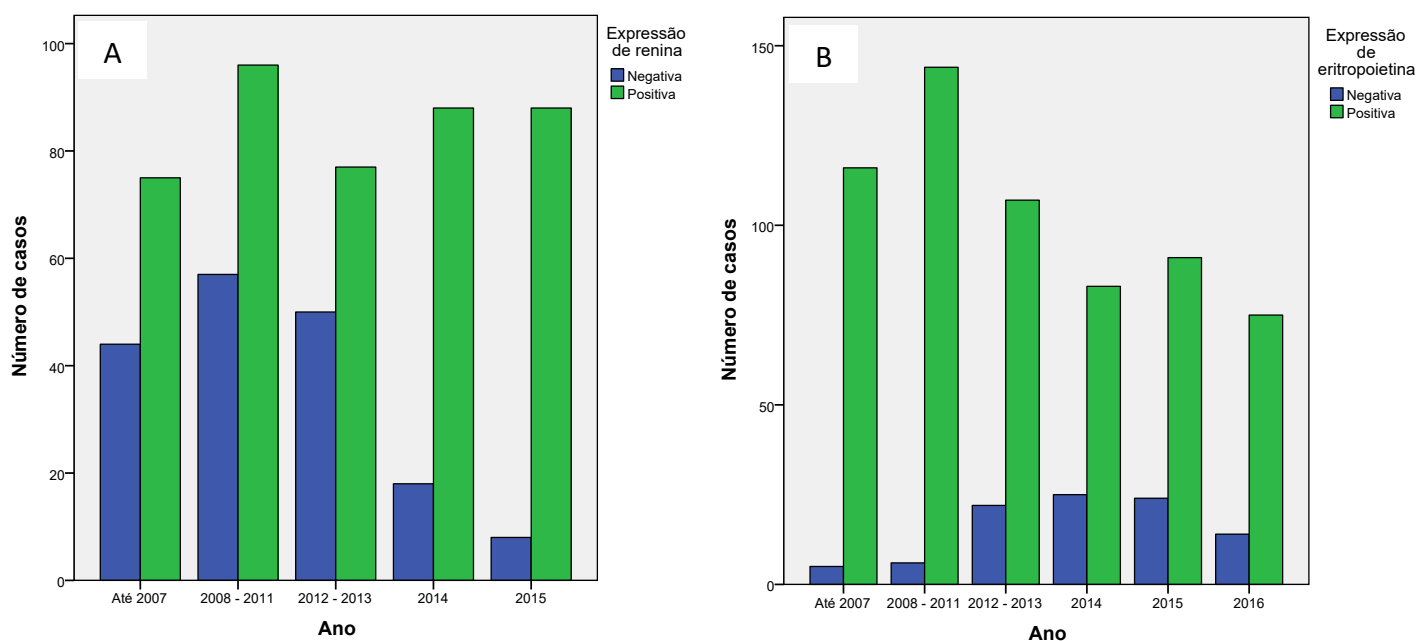 A
Expressão
de renina
Negativa
Positiva
Número de casos
100
80
60
40
20
0
Até 2007
2008 - 2011
2012 - 2013
2014
2015
Ano
B
Expressão
de
eritropoietina
Negativa
Positiva
Número de casos
150
100
50
0
Até 2007
2008 - 2011
2012 - 2013
2014
2015
2016
Ano